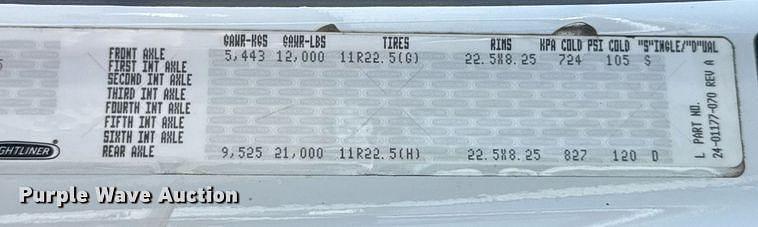 GAWR-KGS GAWR-LBS TIRES RIMS KPA COLD PSI COLD "S"INGLE/"D"UAL
FRONT AXLE 5,443 12,000 11R22.5(G) 22.5X8.25 724 105 S
FIRST INT AXLE
SECOND INT AXLE
THIRD INT AXLE
FOURTH INT AXLE
FIFTH INT AXLE
SIXTH INT AXLE
REAR AXLE 9,525 21,000 11R22.5(H) 22.5X8.25 827 120 D
L PART NO.
24-01177-070 REV A
GHTLINER
Purple Wave Auction